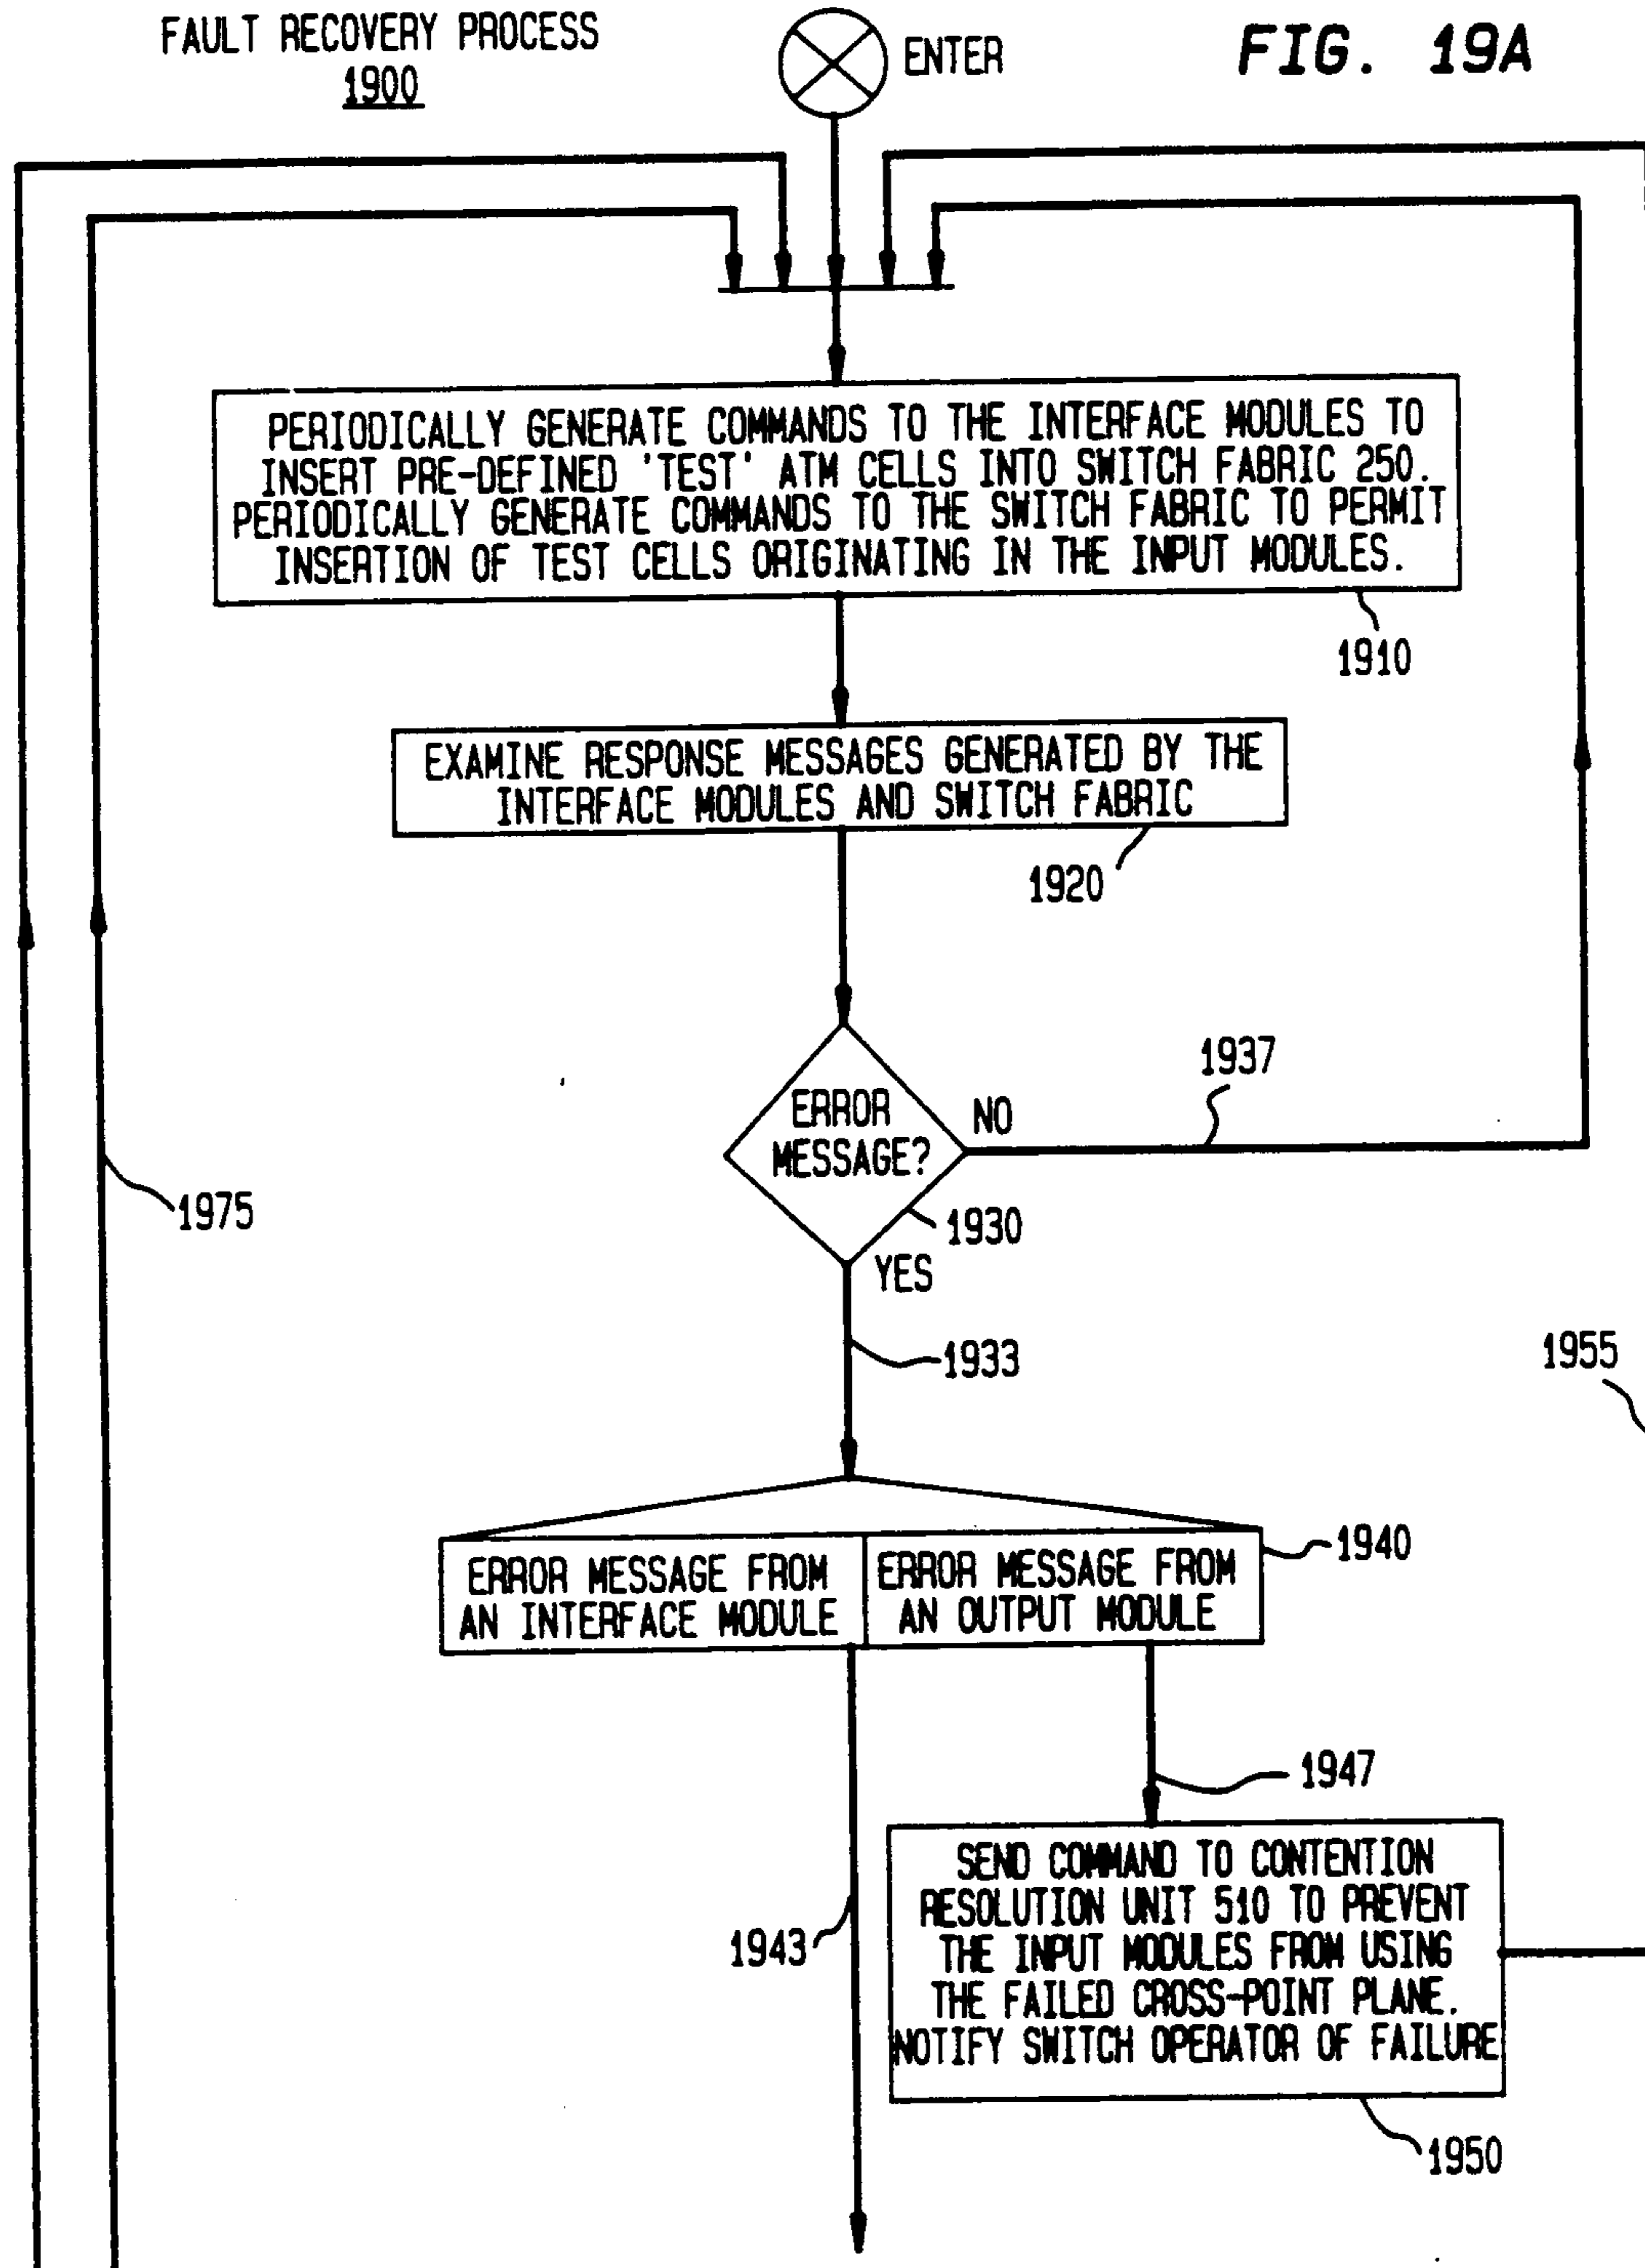 FAULT RECOVERY PROCESS
1900
ENTER
FIG. 19A
PERIODICALLY GENERATE COMMANDS TO THE INTERFACE MODULES TO
INSERT PRE-DEFINED 'TEST' ATM CELLS INTO SWITCH FABRIC 250.
PERIODICALLY GENERATE COMMANDS TO THE SWITCH FABRIC TO PERMIT
INSERTION OF TEST CELLS ORIGINATING IN THE INPUT MODULES.
1910
EXAMINE RESPONSE MESSAGES GENERATED BY THE
INTERFACE MODULES AND SWITCH FABRIC
1920
1937
ERROR
MESSAGE?
NO
1975
1930
YES
1933
1955
1940
ERROR MESSAGE FROM
AN INTERFACE MODULE
ERROR MESSAGE FROM
AN OUTPUT MODULE
1947
SEND COMMAND TO CONTENTION
RESOLUTION UNIT 510 TO PREVENT
THE INPUT MODULES FROM USING
THE FAILED CROSS-POINT PLANE.
NOTIFY SWITCH OPERATOR OF FAILURE
1943
1950